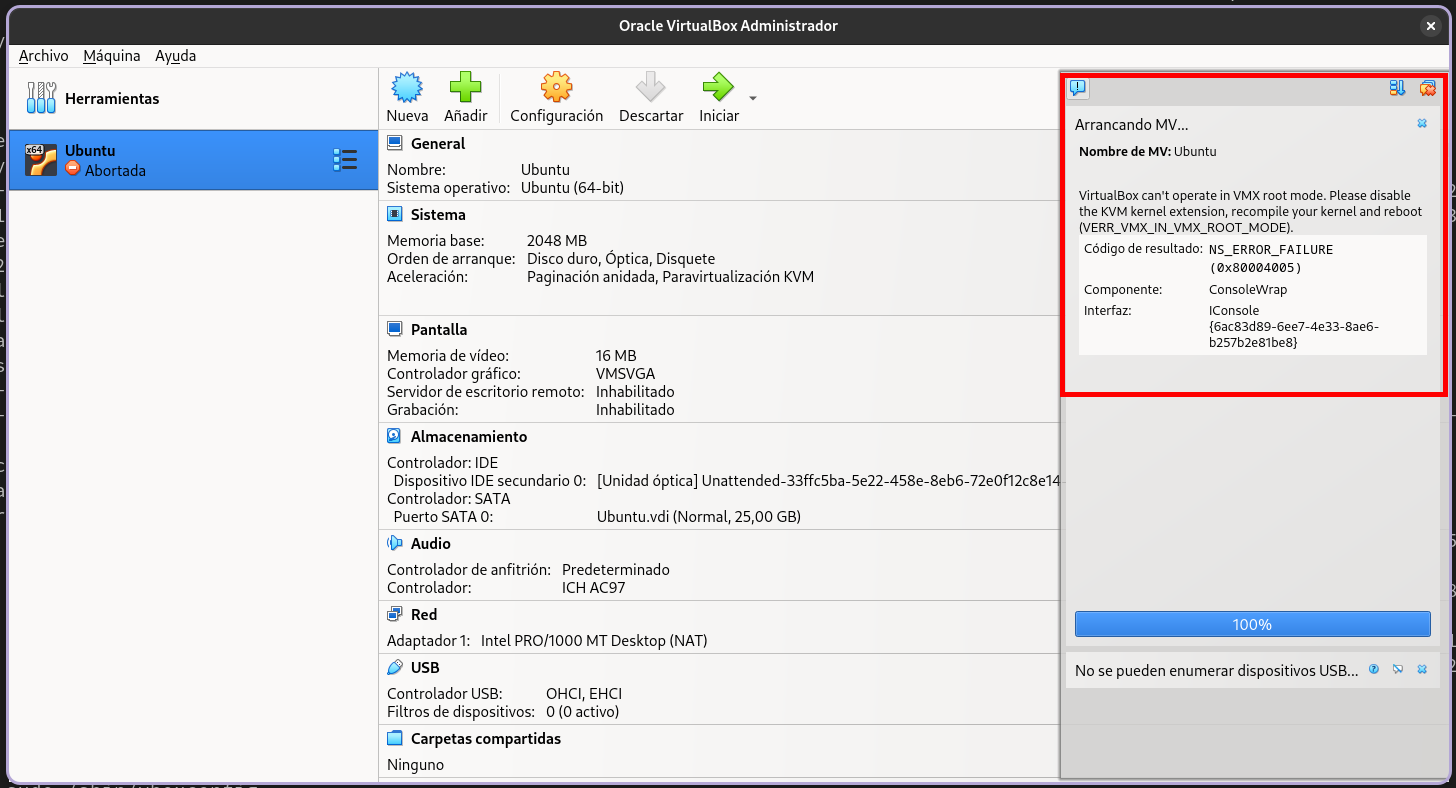 Oracle VirtualBox Administrador
Archivo Máquina Ayuda
Herramientas
x64
Ubuntu
Abortada
Nueva Añadir Configuración Descartar Iniciar
General
Nombre: Ubuntu
Sistema operativo: Ubuntu (64-bit)
Sistema
Memoria base: 2048 MB
Orden de arranque: Disco duro, Óptica, Disquete
Aceleración: Paginación anidada, Paravirtualización KVM
Pantalla
Memoria de vídeo: 16 MB
Controlador gráfico: VMSVGA
Servidor de escritorio remoto: Inhabilitado
Grabación: Inhabilitado
Almacenamiento
Controlador: IDE
Dispositivo IDE secundario 0: [Unidad óptica] Unattended-33ffc5ba-5e22-458e-8eb6-72e0f12c8e14-
Controlador: SATA
Puerto SATA 0: Ubuntu.vdi (Normal, 25,00 GB)
Audio
Controlador de anfitrión: Predeterminado
Controlador: ICH AC97
Red
Adaptador 1: Intel PRO/1000 MT Desktop (NAT)
USB
Controlador USB: OHCI, EHCI
Filtros de dispositivos: 0 (0 activo)
Carpetas compartidas
Ninguno
Arrancando MV...
Nombre de MV: Ubuntu
VirtualBox can't operate in VMX root mode. Please disable
the KVM kernel extension, recompile your kernel and reboot
(VERR_VMX_IN_VMX_ROOT_MODE).
Código de resultado: NS_ERROR_FAILURE
(0x80004005)
Componente: ConsoleWrap
Interfaz: IConsole
{6ac83d89-6ee7-4e33-8ae6-
b257b2e81be8}
100%
No se pueden enumerar dispositivos USB...